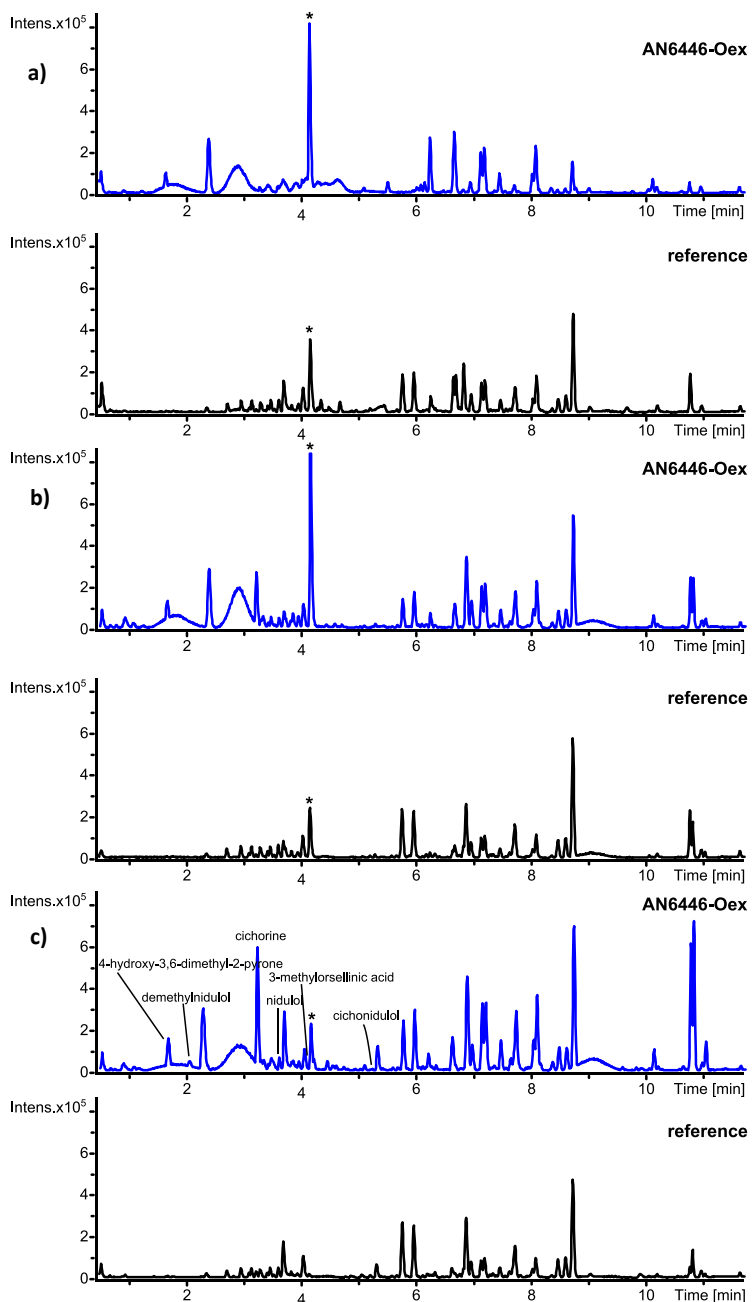 Intens.x10⁵
*
AN6446-Oex
a)
6
4
2
0
2 4 6 8 10 Time [min]
Intens.x10⁵
reference
6
*
4
2
0
2 4 6 8 10 Time [min]
Intens.x10⁵
*
AN6446-Oex
b)
6
4
2
0
2 4 6 8 10 Time [min]
Intens.x10⁵
reference
6
4
*
2
0
2 4 6 8 10 Time [min]
Intens.x10⁵
AN6446-Oex
c)
cichorine
6
4-hydroxy-3,6-dimethyl-2-pyrone
3-methylorsellinic acid
demethylnidulol
nidulol
cichonidulol
4
*
2
0
2 4 6 8 10 Time [min]
Intens.x10⁵
reference
6
4
2
0
2 4 6 8 10 Time [min]